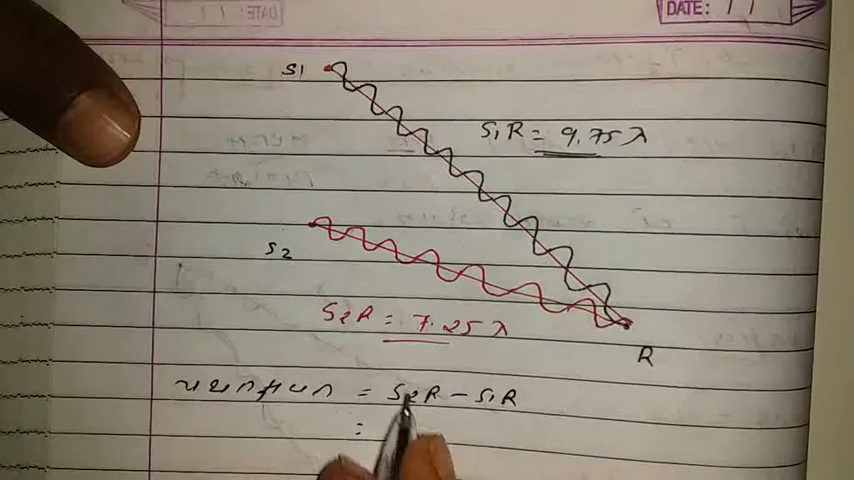 DATE: / /
S1
S1R = 9.75 λ
S2
S2R = 7.25 λ
R
= S2R - S1R
=